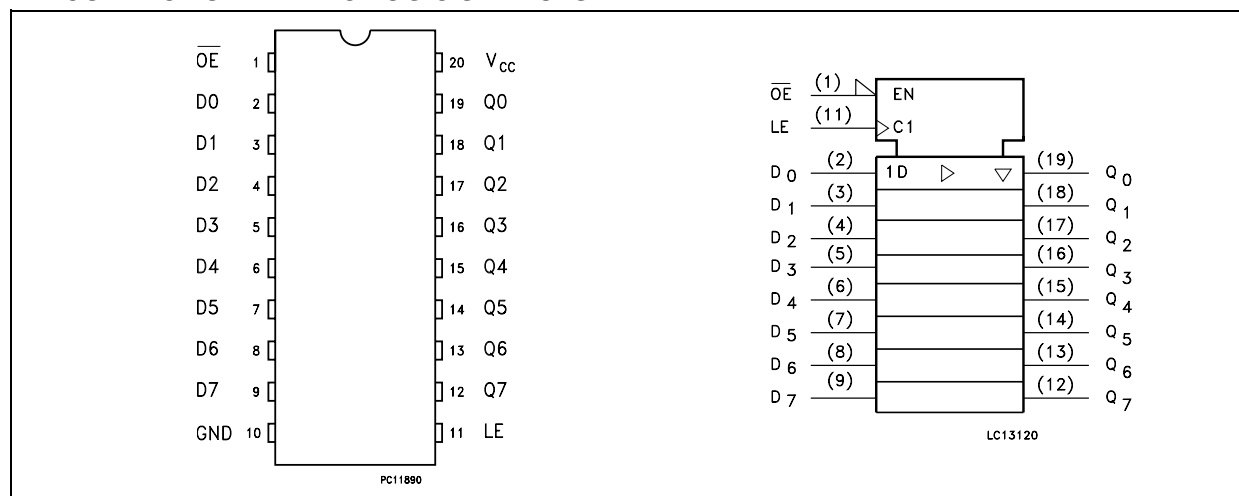 O̅E̅ 1 20 VCC
D0 2 19 Q0
D1 3 18 Q1
D2 4 17 Q2
D3 5 16 Q3
D4 6 15 Q4
D5 7 14 Q5
D6 8 13 Q6
D7 9 12 Q7
GND 10 11 LE
PC11890
O̅E̅ (1) EN
LE (11) C1
D0 (2) 1D (19) Q0
D1 (3) (18) Q1
D2 (4) (17) Q2
D3 (5) (16) Q3
D4 (6) (15) Q4
D5 (7) (14) Q5
D6 (8) (13) Q6
D7 (9) (12) Q7
LC13120